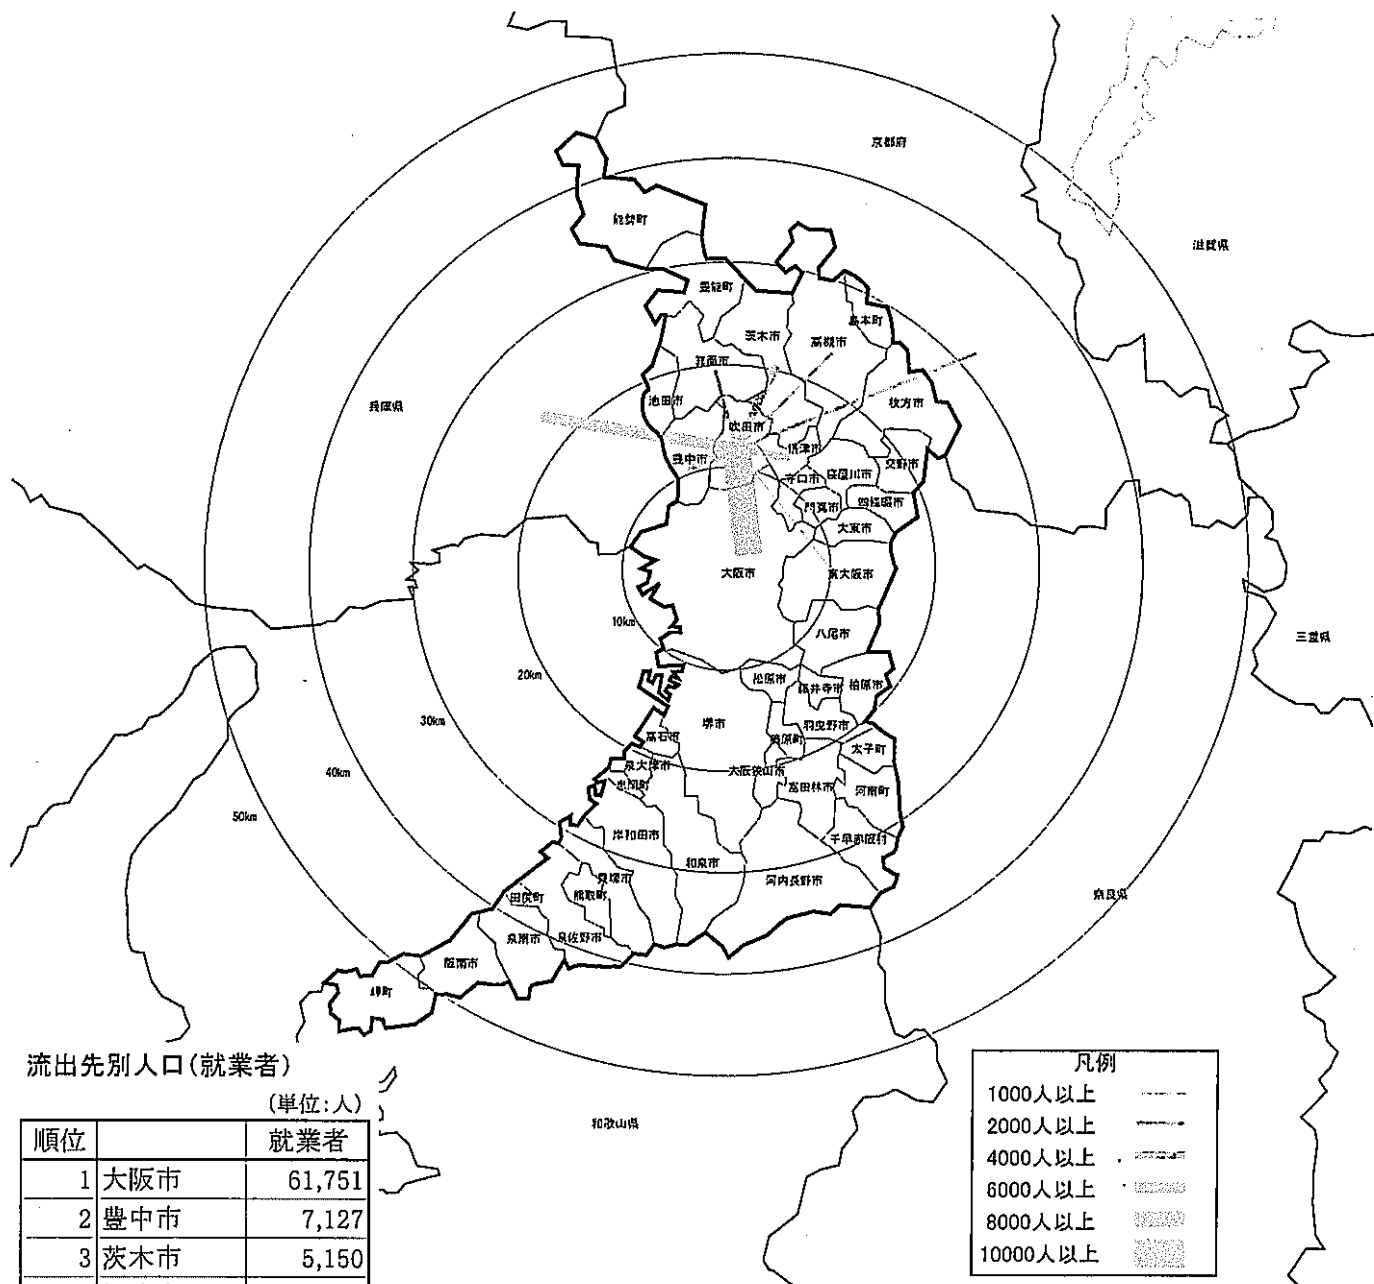 京都府
能勢町
滋賀県
豊能町
島本町
茨木市
高槻市
箕面市
兵庫県
池田市
枚方市
吹田市
摂津市
豊中市
交野市
寝屋川市
守口市
門真市
四條畷市
大東市
大阪市
東大阪市
10km
八尾市
三重県
20km
松原市
藤井寺市
柏原市
30km
堺市
羽曳野市
高石市
美原町
太子町
泉大津市
大阪狭山市
40km
忠岡町
富田林市
河南町
50km
岸和田市
千早赤阪村
和泉市
貝塚市
河内長野市
田尻町
熊取町
奈良県
泉南市
泉佐野市
阪南市
岬町
流出先別人口(就業者)
(単位:人)
順位 就業者
1 大阪市 61,751
2 豊中市 7,127
3 茨木市 5,150
和歌山県
凡例
1000人以上
2000人以上
4000人以上
6000人以上
8000人以上
10000人以上